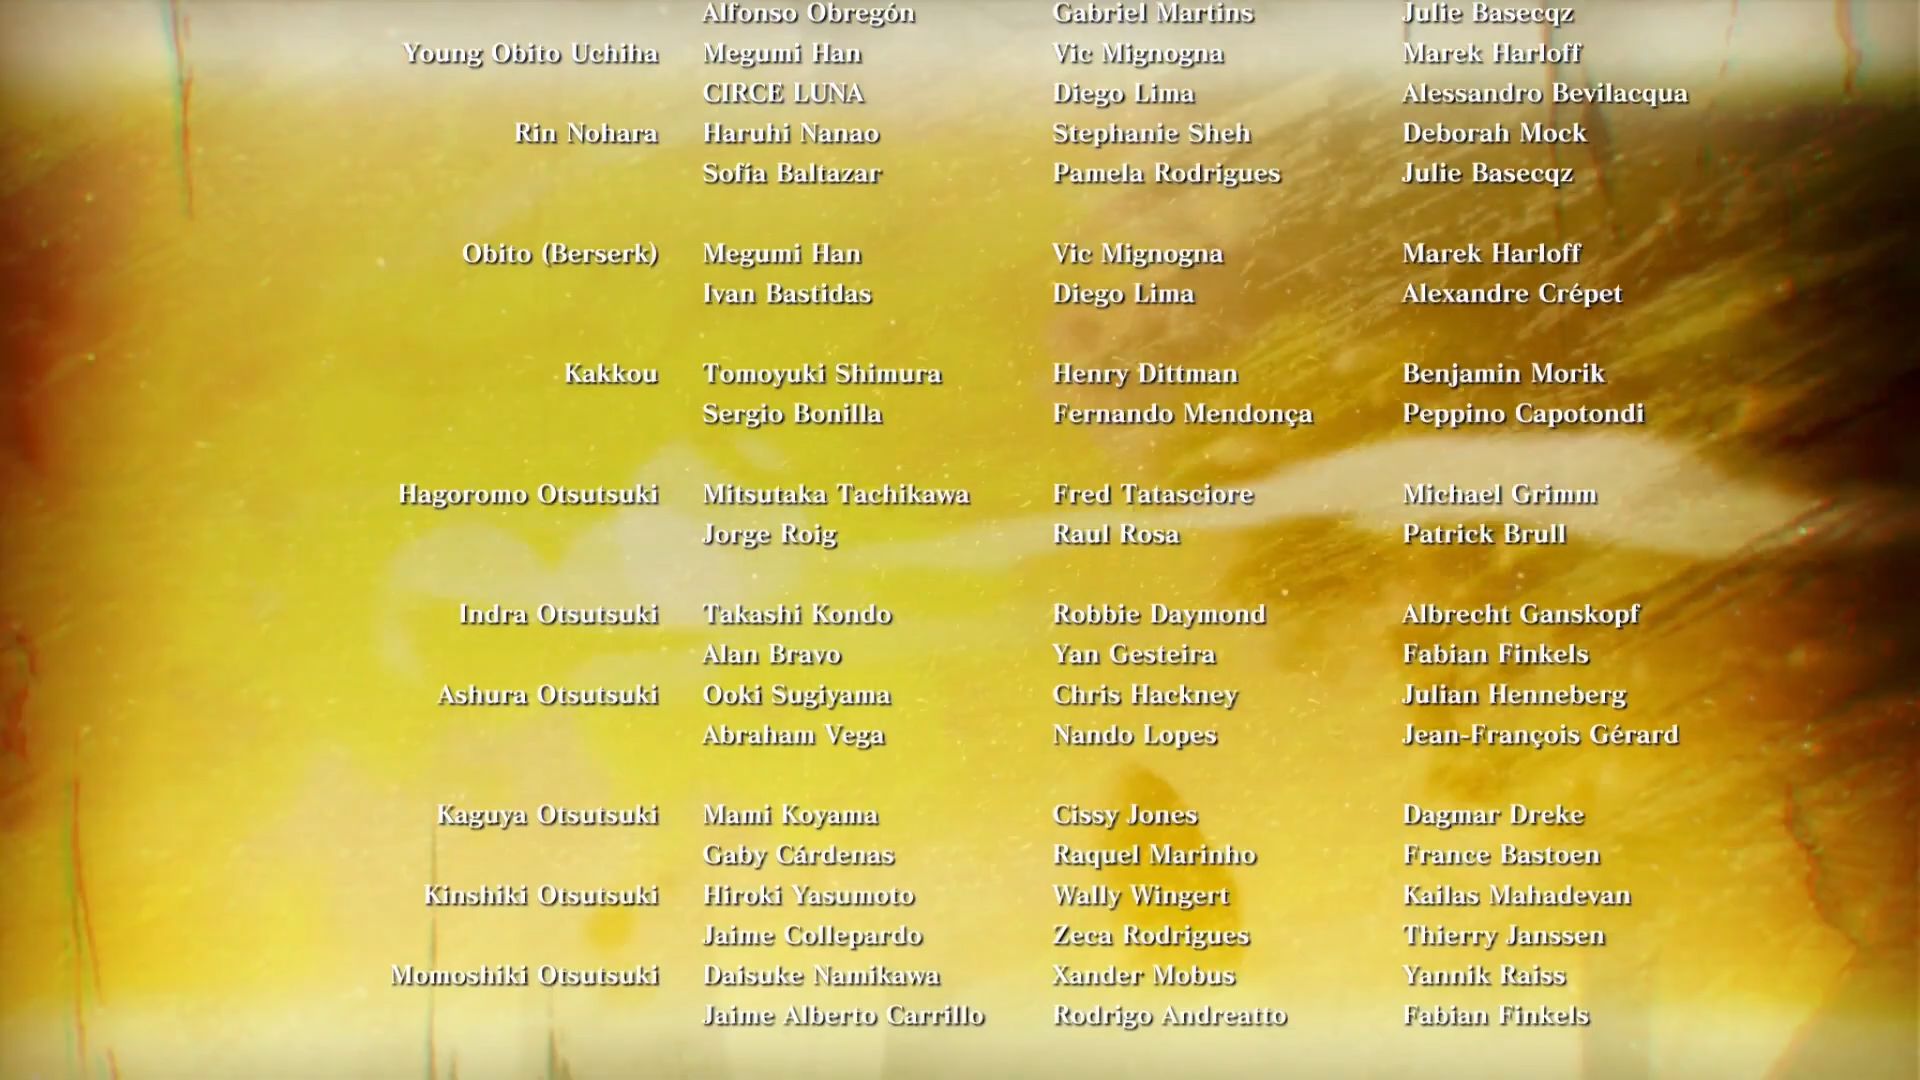 Alfonso Obregón Gabriel Martins Julie Basecqz
Young Obito Uchiha Megumi Han Vic Mignogna Marek Harloff
CIRCE LUNA Diego Lima Alessandro Bevilacqua
Rin Nohara Haruhi Nanao Stephanie Sheh Deborah Mock
Sofía Baltazar Pamela Rodrigues Julie Basecqz
Obito (Berserk) Megumi Han Vic Mignogna Marek Harloff
Ivan Bastidas Diego Lima Alexandre Crépet
Kakkou Tomoyuki Shimura Henry Dittman Benjamin Morik
Sergio Bonilla Fernando Mendonça Peppino Capotondi
Hagoromo Otsutsuki Mitsutaka Tachikawa Fred Tatasciore Michael Grimm
Jorge Roig Raul Rosa Patrick Brull
Indra Otsutsuki Takashi Kondo Robbie Daymond Albrecht Ganskopf
Alan Bravo Yan Gesteira Fabian Finkels
Ashura Otsutsuki Ooki Sugiyama Chris Hackney Julian Henneberg
Abraham Vega Nando Lopes Jean-François Gérard
Kaguya Otsutsuki Mami Koyama Cissy Jones Dagmar Dreke
Gaby Cárdenas Raquel Marinho France Bastoen
Kinshiki Otsutsuki Hiroki Yasumoto Wally Wingert Kailas Mahadevan
Jaime Collepardo Zeca Rodrigues Thierry Janssen
Momoshiki Otsutsuki Daisuke Namikawa Xander Mobus Yannik Raiss
Jaime Alberto Carrillo Rodrigo Andreatto Fabian Finkels